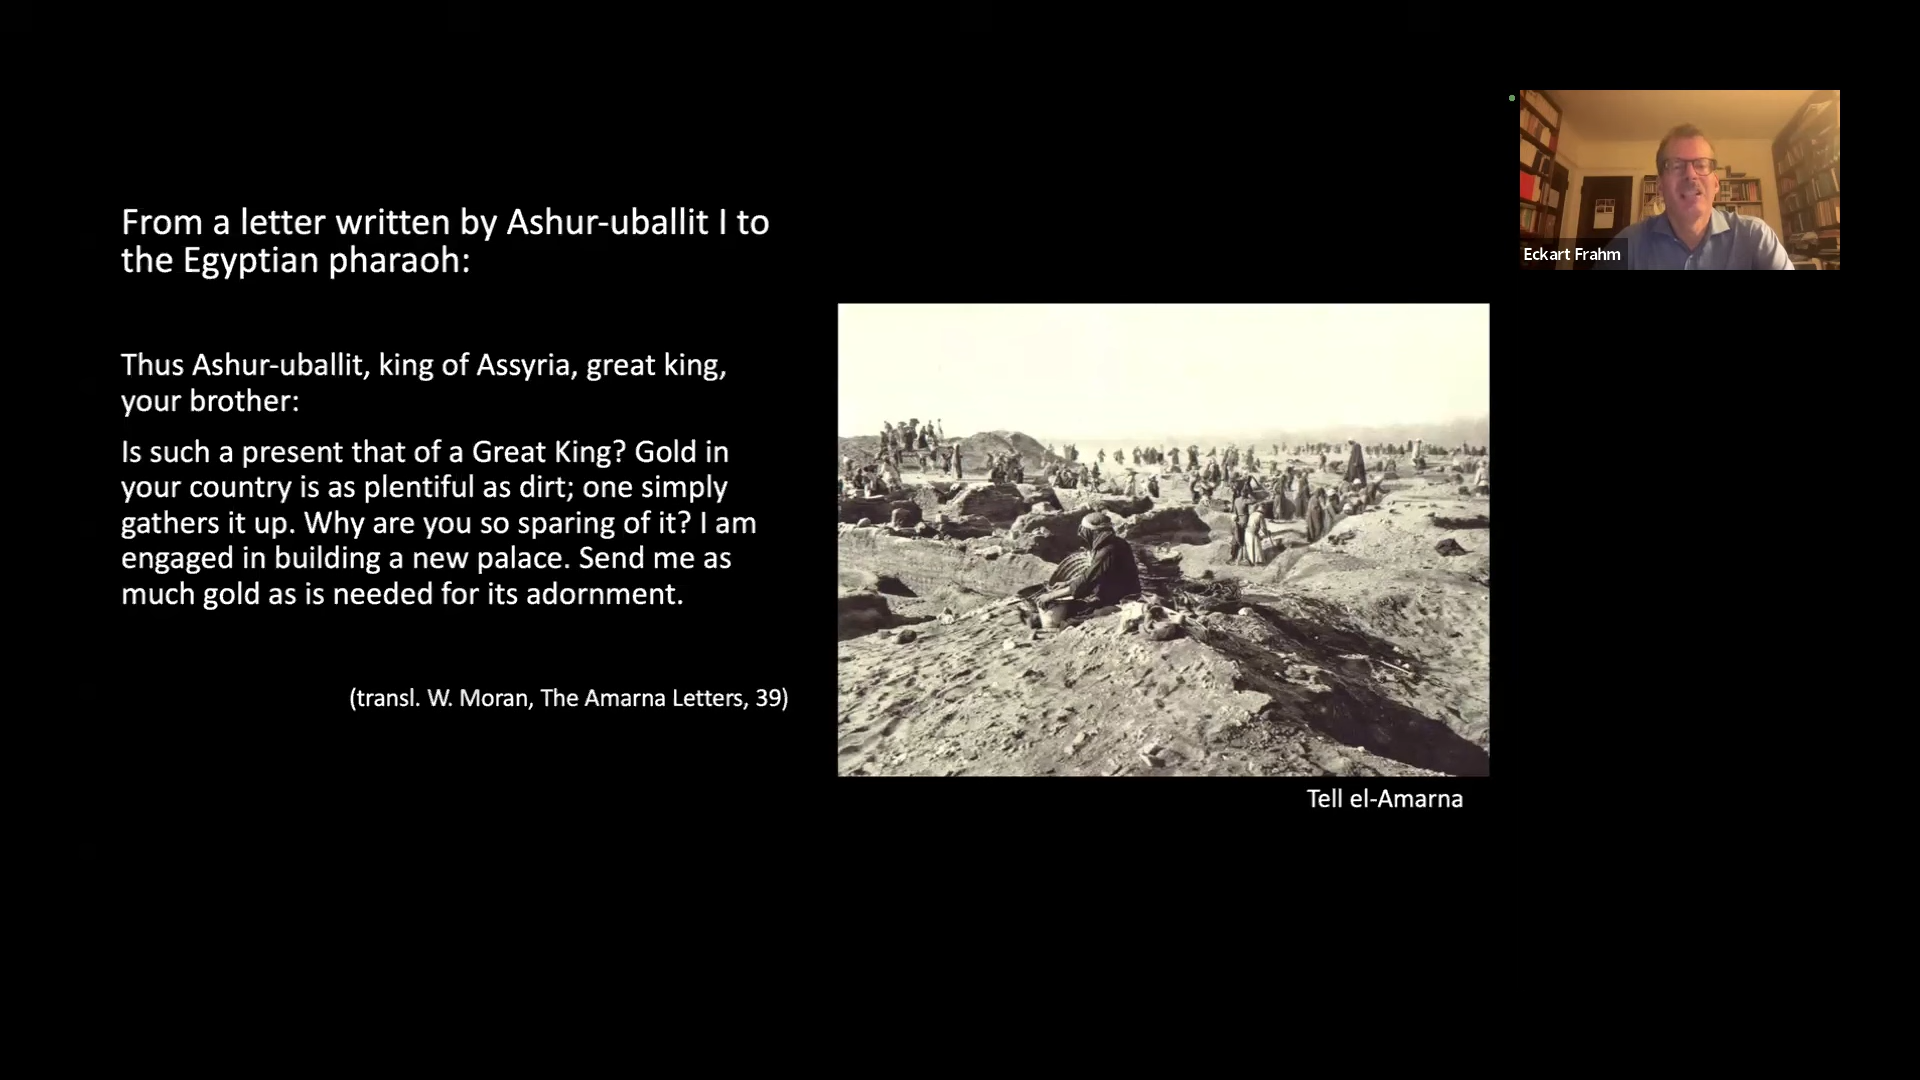 From a letter written by Ashur-uballit I to
the Egyptian pharaoh:
Thus Ashur-uballit, king of Assyria, great king,
your brother:
Is such a present that of a Great King? Gold in
your country is as plentiful as dirt; one simply
gathers it up. Why are you so sparing of it? I am
engaged in building a new palace. Send me as
much gold as is needed for its adornment.
(transl. W. Moran, The Amarna Letters, 39)
Tell el-Amarna
Eckart Frahm